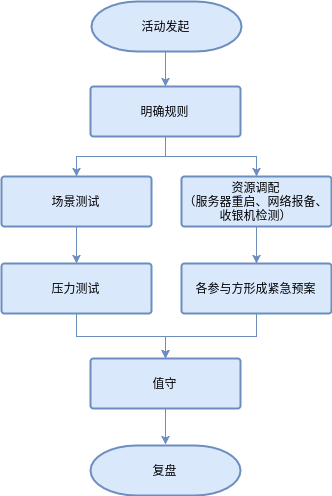 活动发起
明确规则
场景测试
资源调配
（服务器重启、网络报备、
收银机检测）
压力测试
各参与方形成紧急预案
值守
复盘